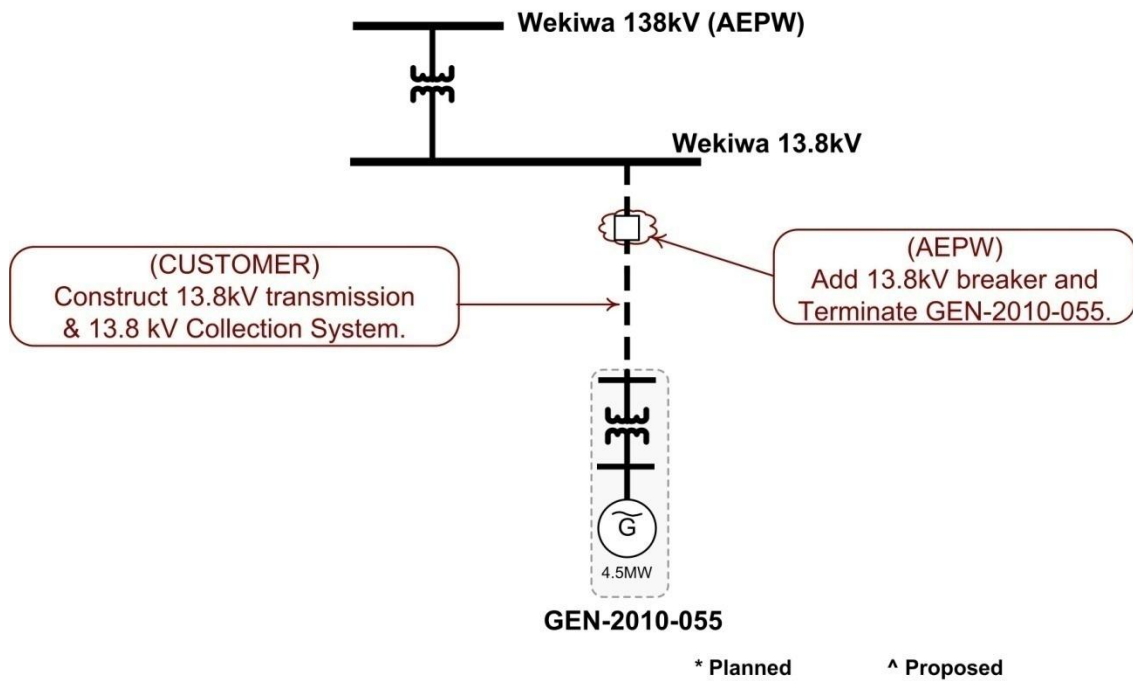 Wekiwa 138kV (AEPW)
Wekiwa 13.8kV
(CUSTOMER)
Construct 13.8kV transmission
& 13.8 kV Collection System.
(AEPW)
Add 13.8kV breaker and
Terminate GEN-2010-055.
G
4.5MW
GEN-2010-055
* Planned
^ Proposed